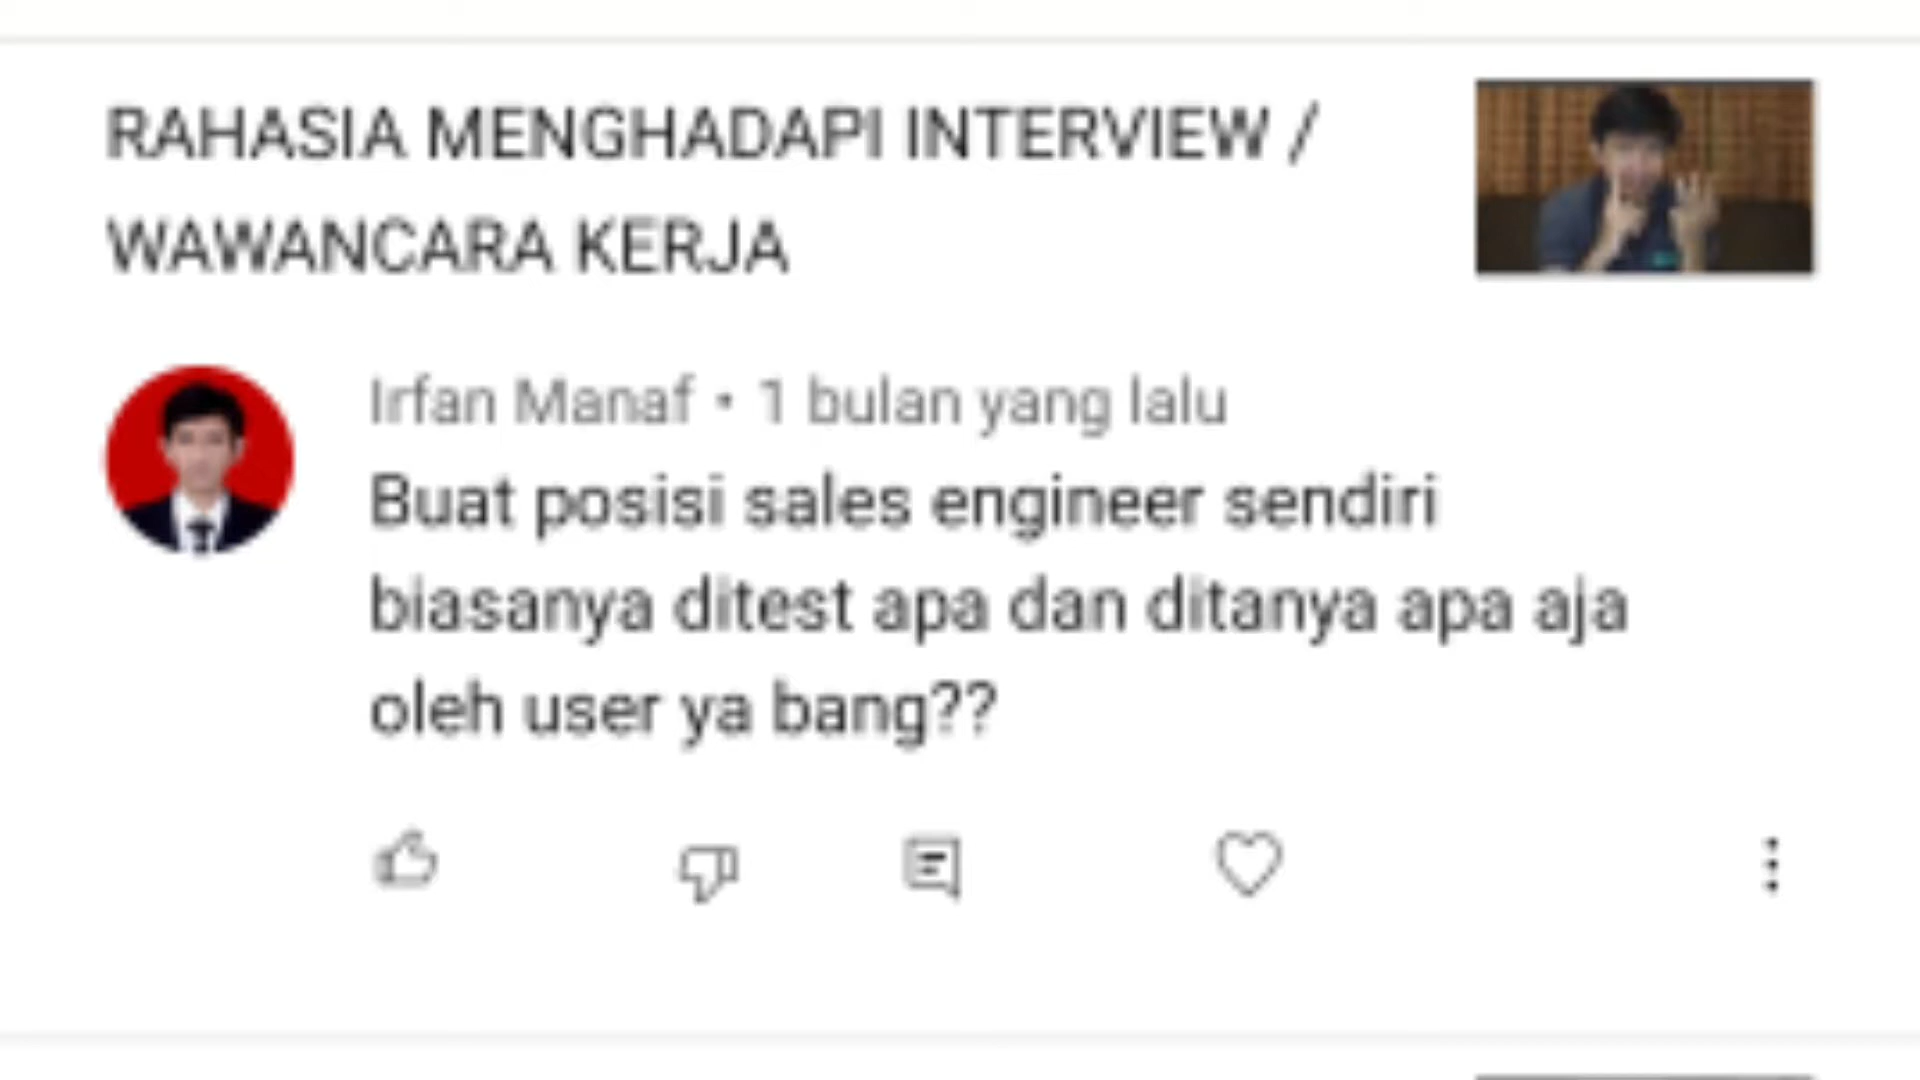 RAHASIA MENGHADAPI INTERVIEW /
WAWANCARA KERJA
Irfan Manaf • 1 bulan yang lalu
Buat posisi sales engineer sendiri
biasanya ditest apa dan ditanya apa aja
oleh user ya bang??